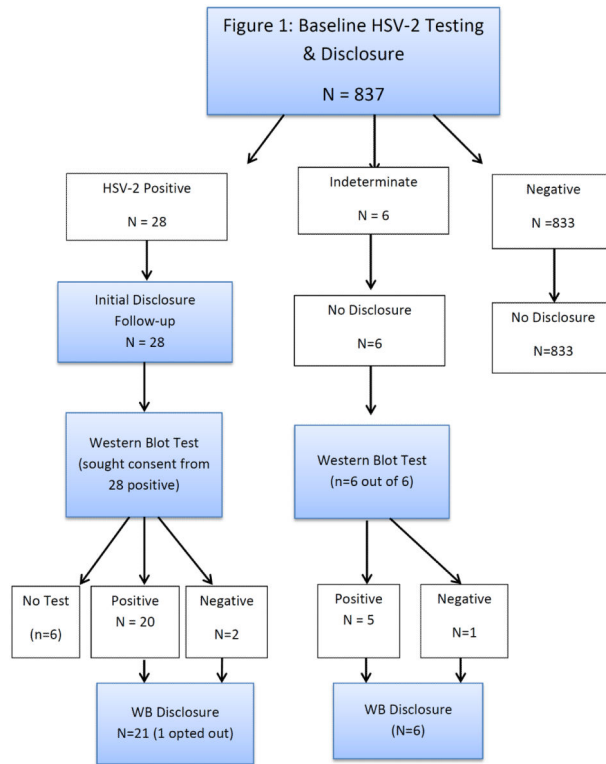 Figure 1: Baseline HSV-2 Testing
& Disclosure
N = 837
HSV-2 Positive
N = 28
Indeterminate
N = 6
Negative
N =833
Initial Disclosure
Follow-up
N = 28
No Disclosure
N=6
No Disclosure
N=833
Western Blot Test
(sought consent from
28 positive)
Western Blot Test
(n=6 out of 6)
No Test
(n=6)
Positive
N = 20
Negative
N=2
Positive
N = 5
Negative
N=1
WB Disclosure
N=21 (1 opted out)
WB Disclosure
(N=6)